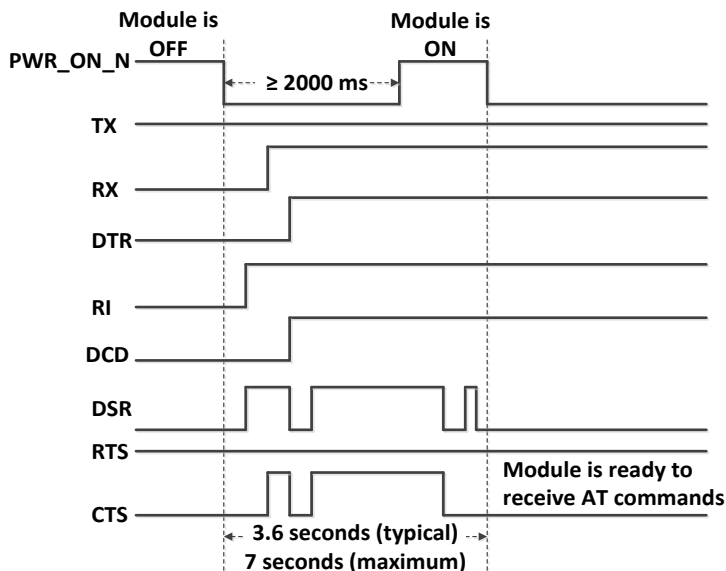 Module is
OFF
Module is
ON
PWR_ON_N
≥ 2000 ms
TX
RX
DTR
RI
DCD
DSR
RTS
Module is ready to
receive AT commands
CTS
3.6 seconds (typical)
7 seconds (maximum)